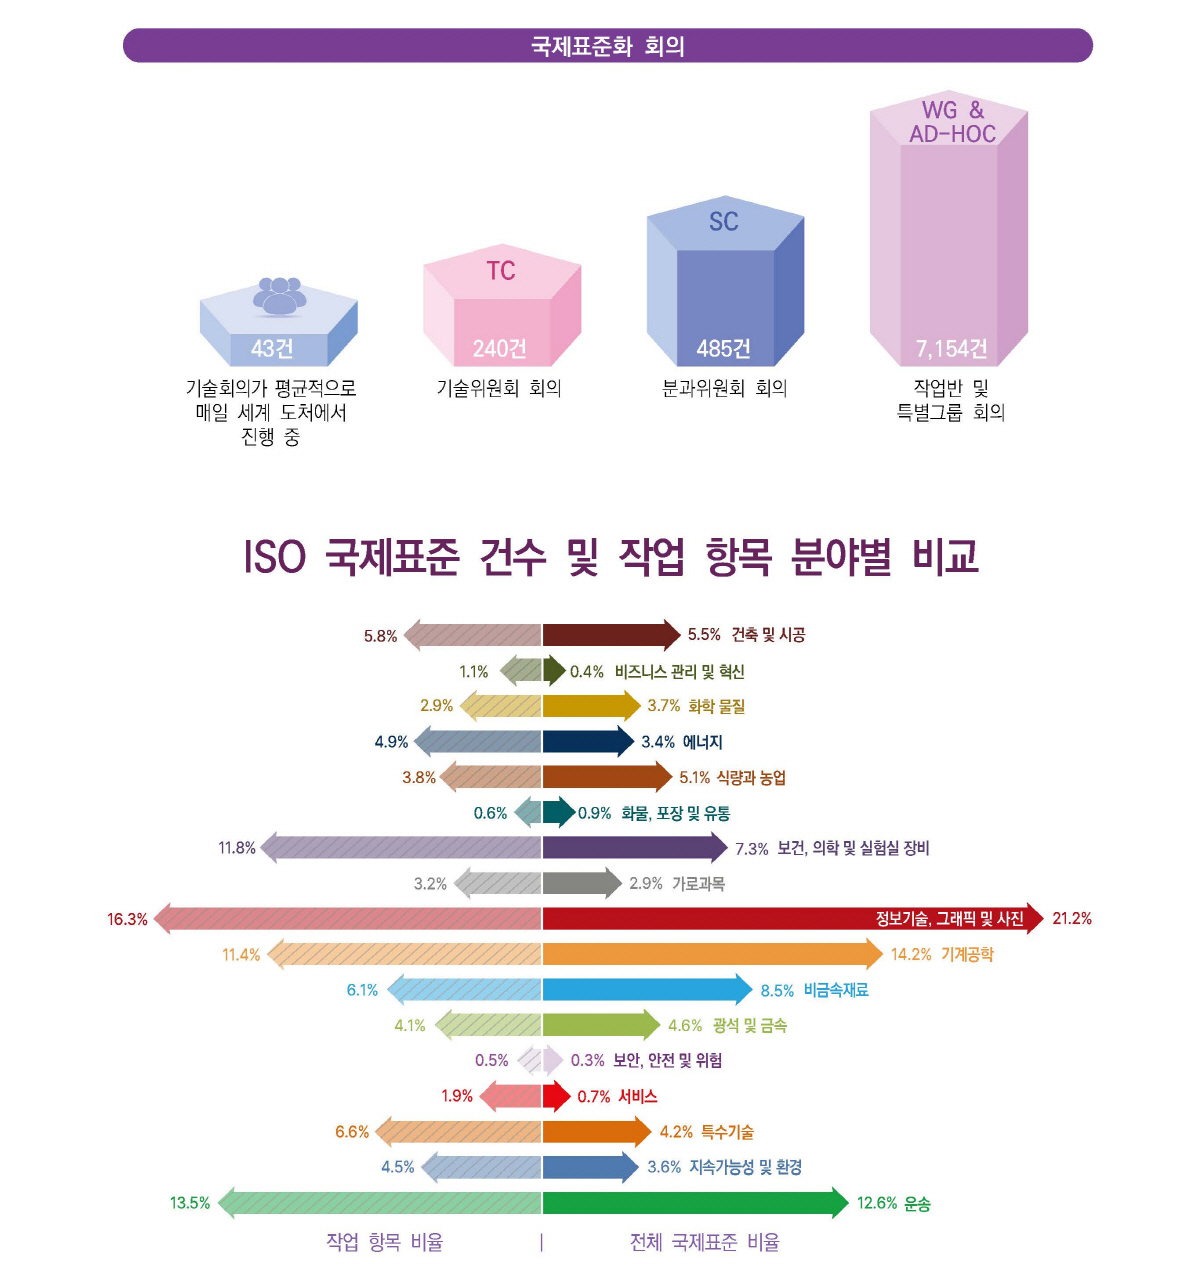 국제표준화 회의
WG &
AD-HOC
SC
TC
43건
240건
485건
7,154건
기술회의가 평균적으로
매일 세계 도처에서
진행 중
기술위원회 회의
분과위원회 회의
작업반 및
특별그룹 회의
ISO 국제표준 건수 및 작업 항목 분야별 비교
5.8% 5.5% 건축 및 시공
1.1% 0.4% 비즈니스 관리 및 혁신
2.9% 3.7% 화학 물질
4.9% 3.4% 에너지
3.8% 5.1% 식량과 농업
0.6% 0.9% 화물, 포장 및 유통
11.8% 7.3% 보건, 의학 및 실험실 장비
3.2% 2.9% 가로과목
16.3% 정보기술, 그래픽 및 사진 21.2%
11.4% 14.2% 기계공학
6.1% 8.5% 비금속재료
4.1% 4.6% 광석 및 금속
0.5% 0.3% 보안, 안전 및 위험
1.9% 0.7% 서비스
6.6% 4.2% 특수기술
4.5% 3.6% 지속가능성 및 환경
13.5% 12.6% 운송
작업 항목 비율 | 전체 국제표준 비율